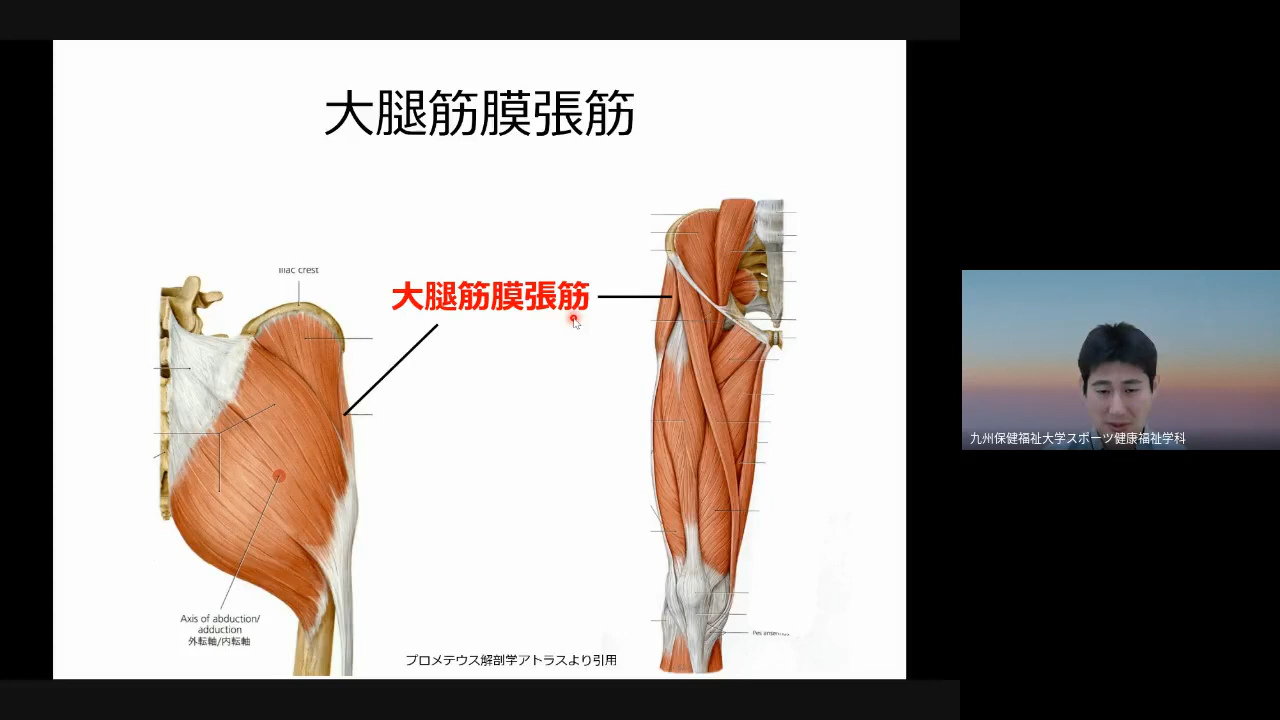 大腿筋膜張筋
iliac crest
大腿筋膜張筋
Axis of abduction/
adduction
外転軸/内転軸
Pes anserinus
プロメテウス解剖学アトラスより引用
九州保健福祉大学スポーツ健康福祉学科